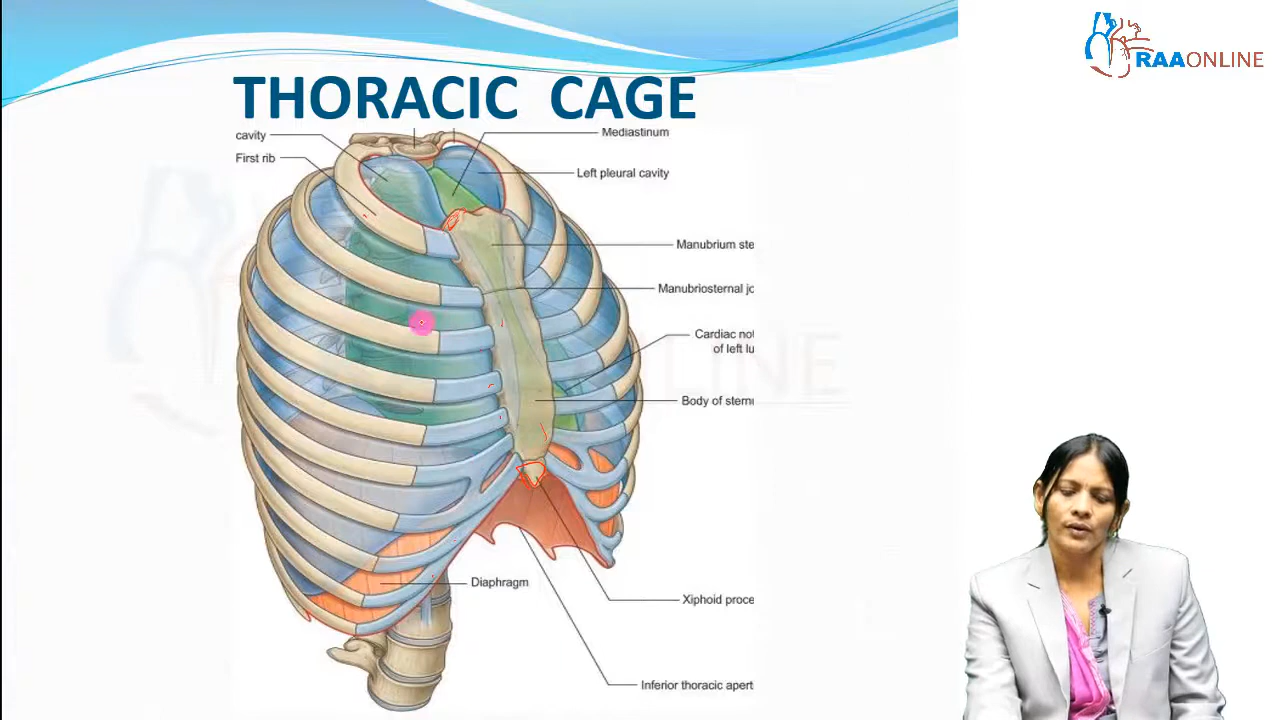 RAAONLINE
THORACIC CAGE
cavity
Mediastinum
First rib
Left pleural cavity
Manubrium ste
Manubriosternal jo
Cardiac not
of left lu
Body of sternu
Diaphragm
Xiphoid proce
Inferior thoracic apert